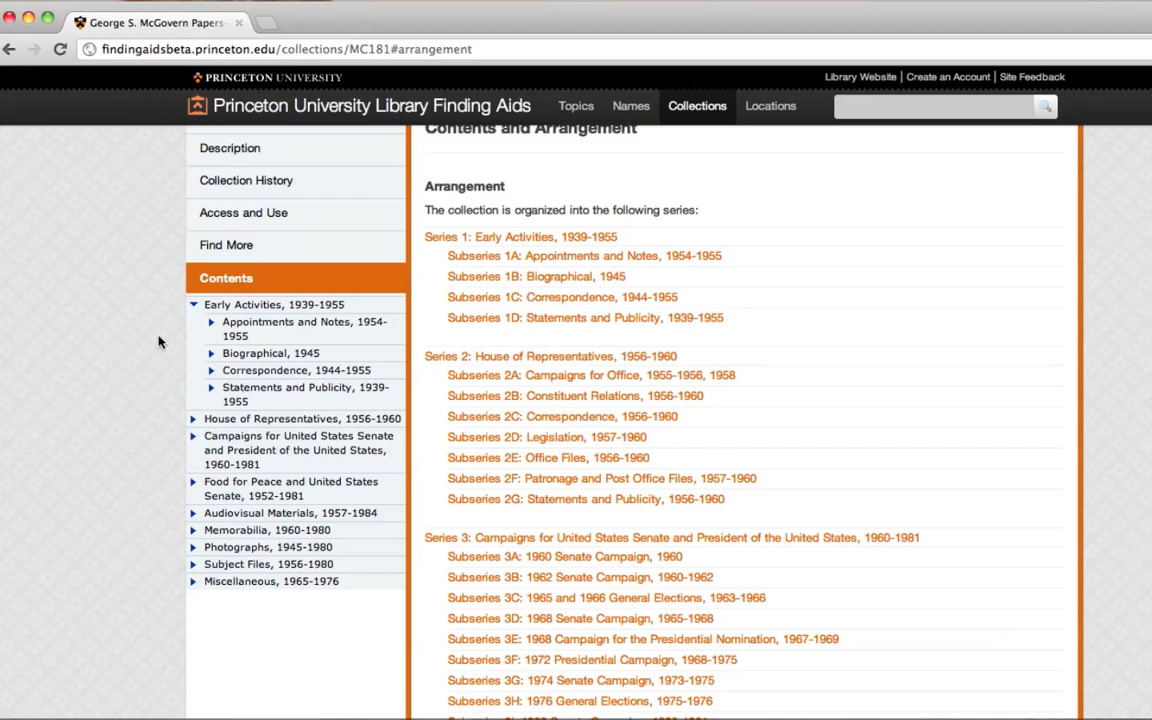 George S. McGovern Papers
findingaidsbeta.princeton.edu/collections/MC181#arrangement
PRINCETON UNIVERSITY
Library Website | Create an Account | Site Feedback
Princeton University Library Finding Aids
Topics Names Collections Locations
Description
Collection History
Access and Use
Find More
Contents
Early Activities, 1939-1955
Appointments and Notes, 1954-
1955
Biographical, 1945
Correspondence, 1944-1955
Statements and Publicity, 1939-
1955
House of Representatives, 1956-1960
Campaigns for United States Senate
and President of the United States,
1960-1981
Food for Peace and United States
Senate, 1952-1981
Audiovisual Materials, 1957-1984
Memorabilia, 1960-1980
Photographs, 1945-1980
Subject Files, 1956-1980
Miscellaneous, 1965-1976
Contents and Arrangement
Arrangement
The collection is organized into the following series:
Series 1: Early Activities, 1939-1955
Subseries 1A: Appointments and Notes, 1954-1955
Subseries 1B: Biographical, 1945
Subseries 1C: Correspondence, 1944-1955
Subseries 1D: Statements and Publicity, 1939-1955
Series 2: House of Representatives, 1956-1960
Subseries 2A: Campaigns for Office, 1955-1956, 1958
Subseries 2B: Constituent Relations, 1956-1960
Subseries 2C: Correspondence, 1956-1960
Subseries 2D: Legislation, 1957-1960
Subseries 2E: Office Files, 1956-1960
Subseries 2F: Patronage and Post Office Files, 1957-1960
Subseries 2G: Statements and Publicity, 1956-1960
Series 3: Campaigns for United States Senate and President of the United States, 1960-1981
Subseries 3A: 1960 Senate Campaign, 1960
Subseries 3B: 1962 Senate Campaign, 1960-1962
Subseries 3C: 1965 and 1966 General Elections, 1963-1966
Subseries 3D: 1968 Senate Campaign, 1965-1968
Subseries 3E: 1968 Campaign for the Presidential Nomination, 1967-1969
Subseries 3F: 1972 Presidential Campaign, 1968-1975
Subseries 3G: 1974 Senate Campaign, 1973-1975
Subseries 3H: 1976 General Elections, 1975-1976